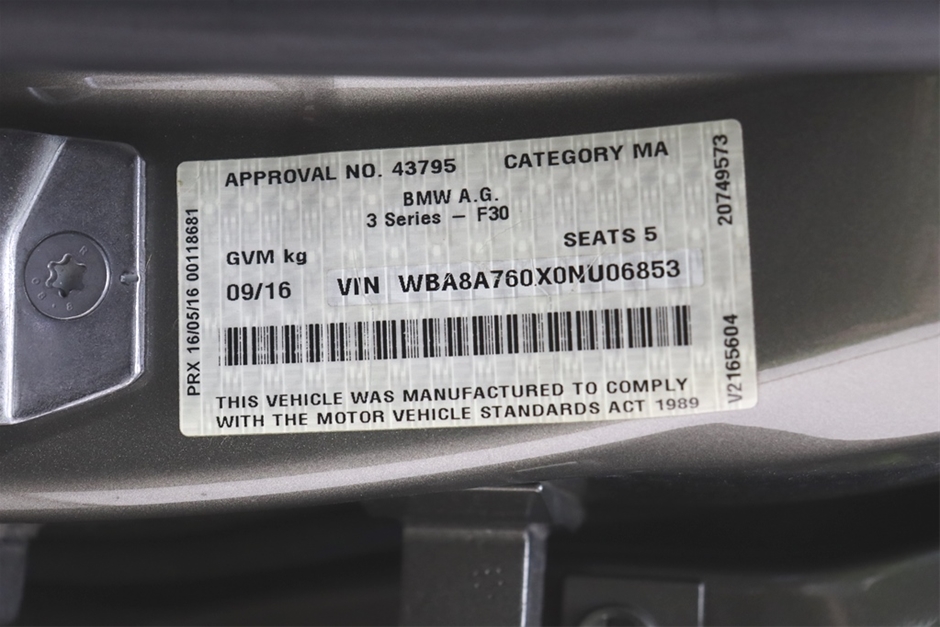 APPROVAL NO. 43795 CATEGORY MA
BMW A.G.
3 Series – F30
SEATS 5
GVM kg
09/16 VIN WBA8A760X0NU06853
THIS VEHICLE WAS MANUFACTURED TO COMPLY
WITH THE MOTOR VEHICLE STANDARDS ACT 1989
PRX 16/05/16 00118681
20749573
V2165604